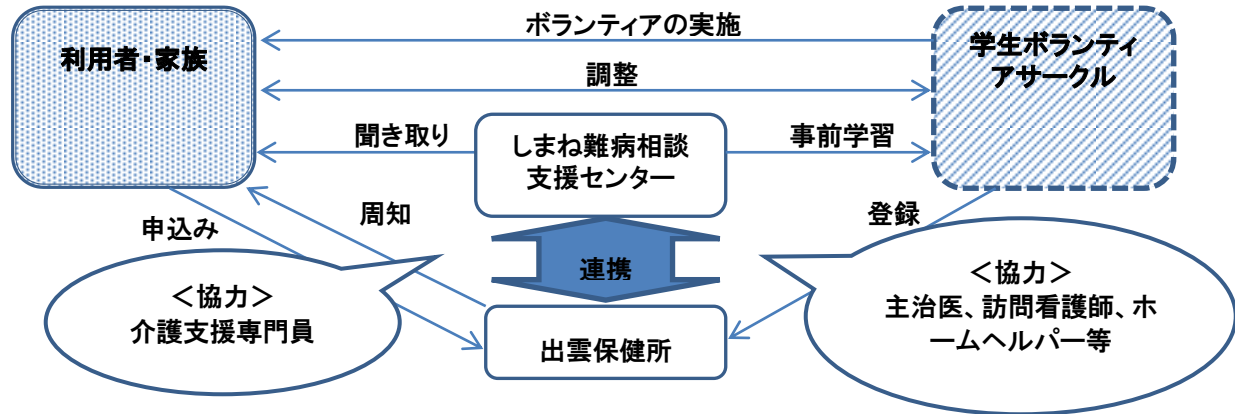 ボランティアの実施
利用者・家族
学生ボランティ
アサークル
調整
聞き取り
しまね難病相談
支援センター
事前学習
申込み
周知
登録
連携
＜協力＞
介護支援専門員
＜協力＞
主治医、訪問看護師、ホ
ームヘルパー等
出雲保健所